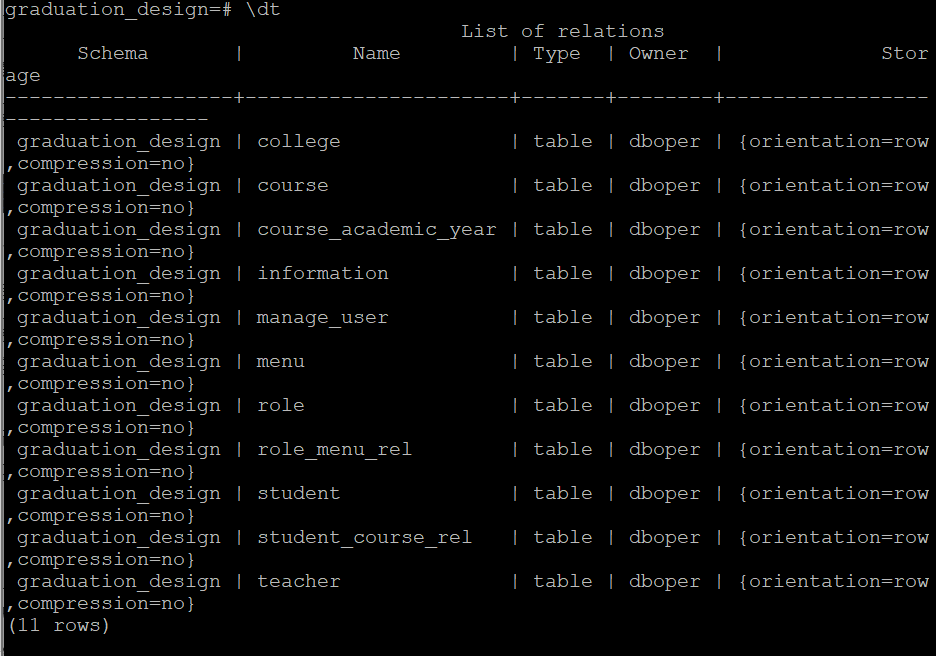 graduation_design=# \dt
                                      List of relations
      Schema       |         Name         | Type  | Owner  |             Stor
age
-------------------+----------------------+-------+--------+-----------------
-----------------
 graduation_design | college              | table | dboper | {orientation=row
,compression=no}
 graduation_design | course               | table | dboper | {orientation=row
,compression=no}
 graduation_design | course_academic_year | table | dboper | {orientation=row
,compression=no}
 graduation_design | information          | table | dboper | {orientation=row
,compression=no}
 graduation_design | manage_user          | table | dboper | {orientation=row
,compression=no}
 graduation_design | menu                 | table | dboper | {orientation=row
,compression=no}
 graduation_design | role                 | table | dboper | {orientation=row
,compression=no}
 graduation_design | role_menu_rel        | table | dboper | {orientation=row
,compression=no}
 graduation_design | student              | table | dboper | {orientation=row
,compression=no}
 graduation_design | student_course_rel   | table | dboper | {orientation=row
,compression=no}
 graduation_design | teacher              | table | dboper | {orientation=row
,compression=no}
(11 rows)